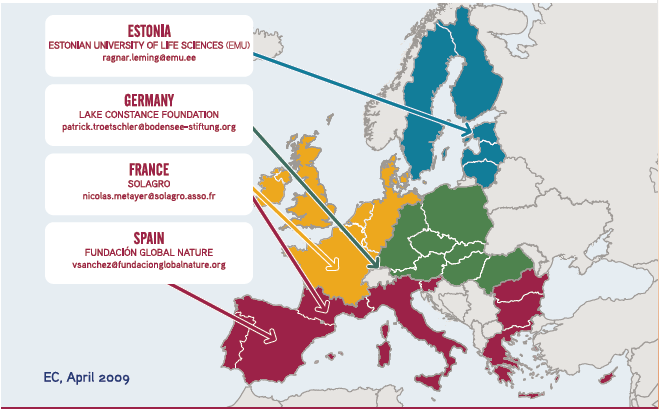 ESTONIA
ESTONIAN UNIVERSITY OF LIFE SCIENCES (EMU)
ragnar.leming@emu.ee
GERMANY
LAKE CONSTANCE FOUNDATION
patrick.troetschler@bodensee-stiftung.org
FRANCE
SOLAGRO
nicolas.metayer@solagro.asso.fr
SPAIN
FUNDACIÓN GLOBAL NATURE
vsanchez@fundacionglobalnature.org
EC, April 2009